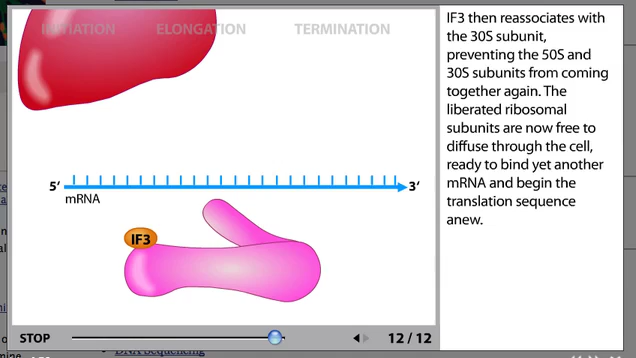 INITIATION ELONGATION TERMINATION
IF3 then reassociates with
the 30S subunit,
preventing the 50S and
30S subunits from coming
together again. The
liberated ribosomal
subunits are now free to
diffuse through the cell,
ready to bind yet another
mRNA and begin the
translation sequence
anew.
5′ 3′
mRNA
IF3
STOP 12 / 12
DNA Sequencing